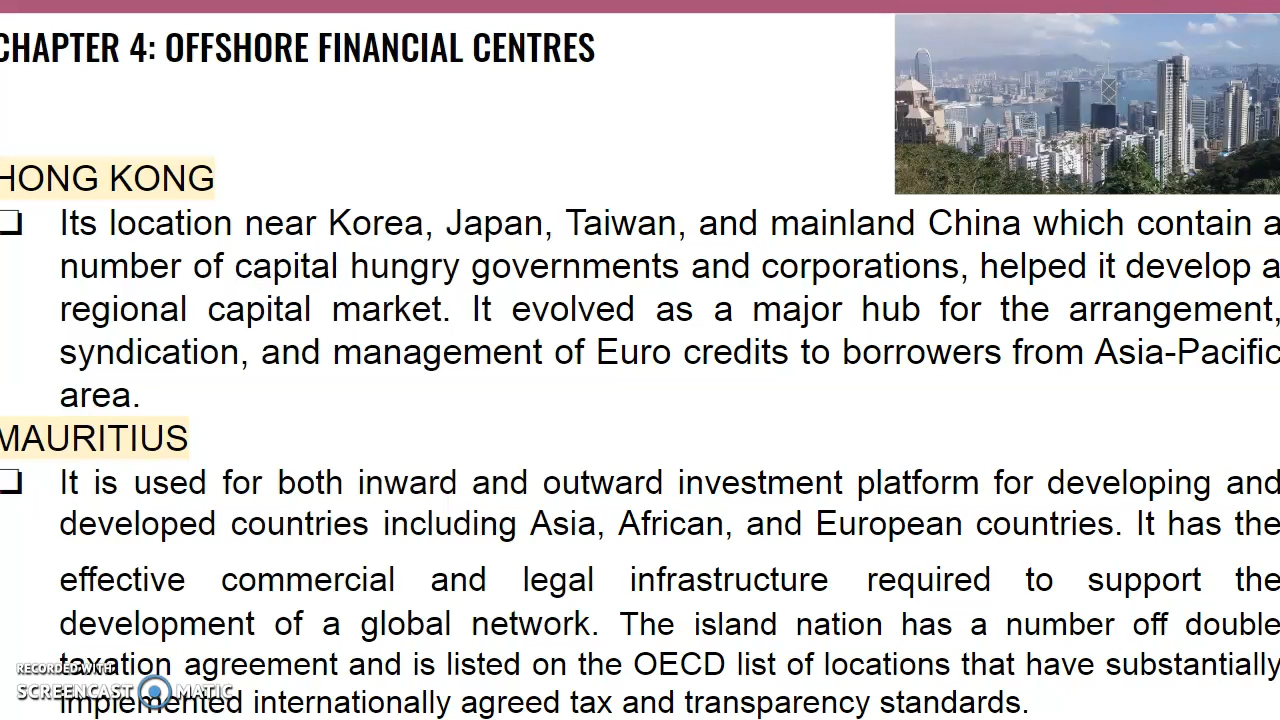 CHAPTER 4: OFFSHORE FINANCIAL CENTRES
HONG KONG
Its location near Korea, Japan, Taiwan, and mainland China which contain a
number of capital hungry governments and corporations, helped it develop a
regional capital market. It evolved as a major hub for the arrangement,
syndication, and management of Euro credits to borrowers from Asia-Pacific
area.
MAURITIUS
It is used for both inward and outward investment platform for developing and
developed countries including Asia, African, and European countries. It has the
effective commercial and legal infrastructure required to support the
development of a global network. The island nation has a number off double
taxation agreement and is listed on the OECD list of locations that have substantially
implemented internationally agreed tax and transparency standards.
RECORDED WITH
SCREENCAST MATIC